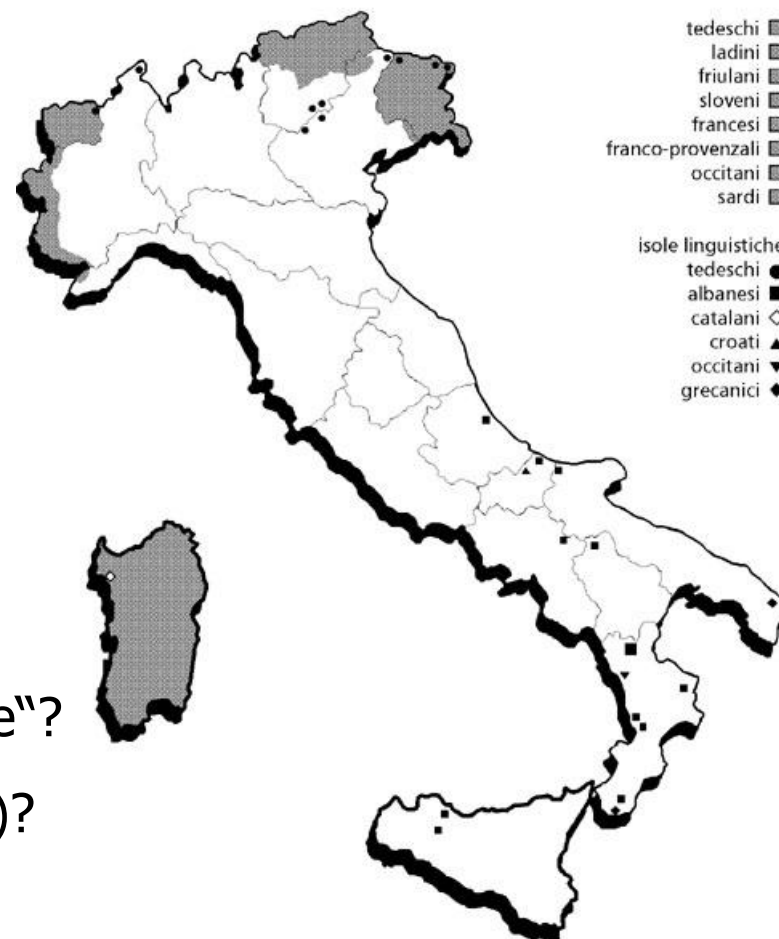 tedeschi
ladini
friulani
sloveni
francesi
franco-provenzali
occitani
sardi
isole linguistiche
tedeschi
albanesi
catalani
croati
occitani
grecanici
e“?
)?